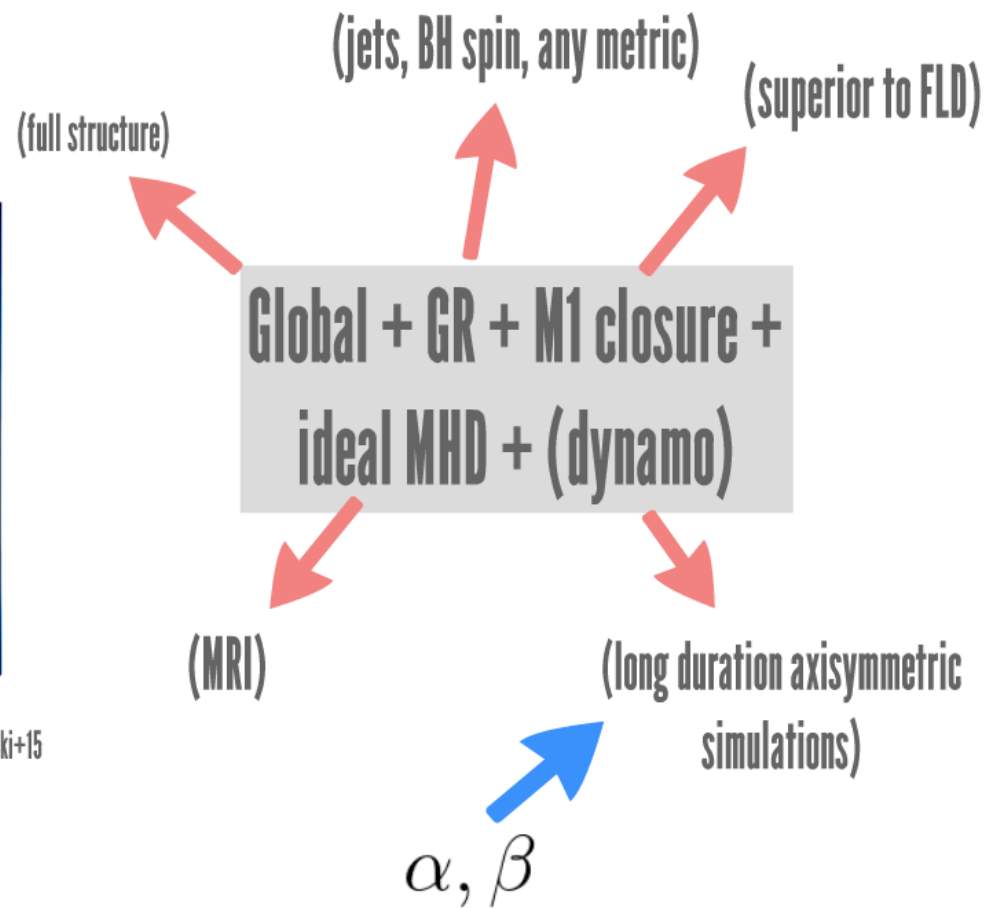 (jets, BH spin, any metric)
(superior to FLD)
(full structure)
Global + GR + M1 closure +
ideal MHD + (dynamo)
(MRI)
(long duration axisymmetric
simulations)
ki+15
α, β